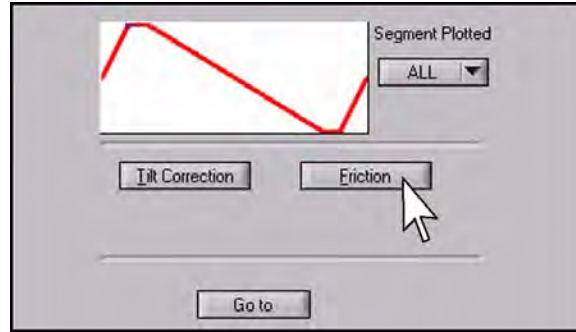 Segment Plotted
ALL
Tilt Correction
Friction
Go to